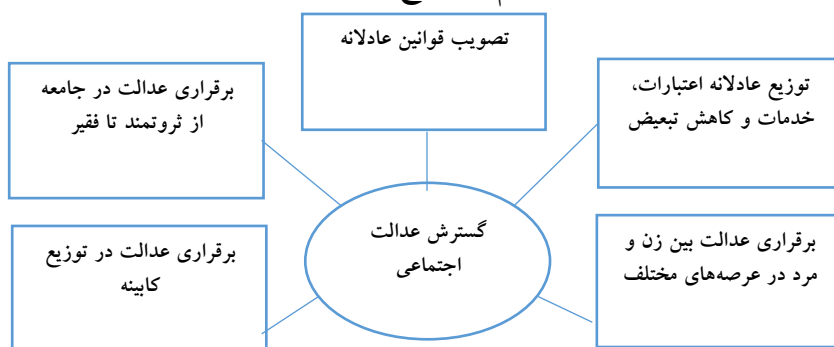 تصویب قوانین عادلانه
توزیع عادلانه اعتبارات،
خدمات و کاهش تبعیض
برقراری عدالت در جامعه
از ثروتمند تا فقیر
گسترش عدالت
اجتماعی
برقراری عدالت بین زن و
مرد در عرصه‌های مختلف
برقراری عدالت در توزیع
کابینه